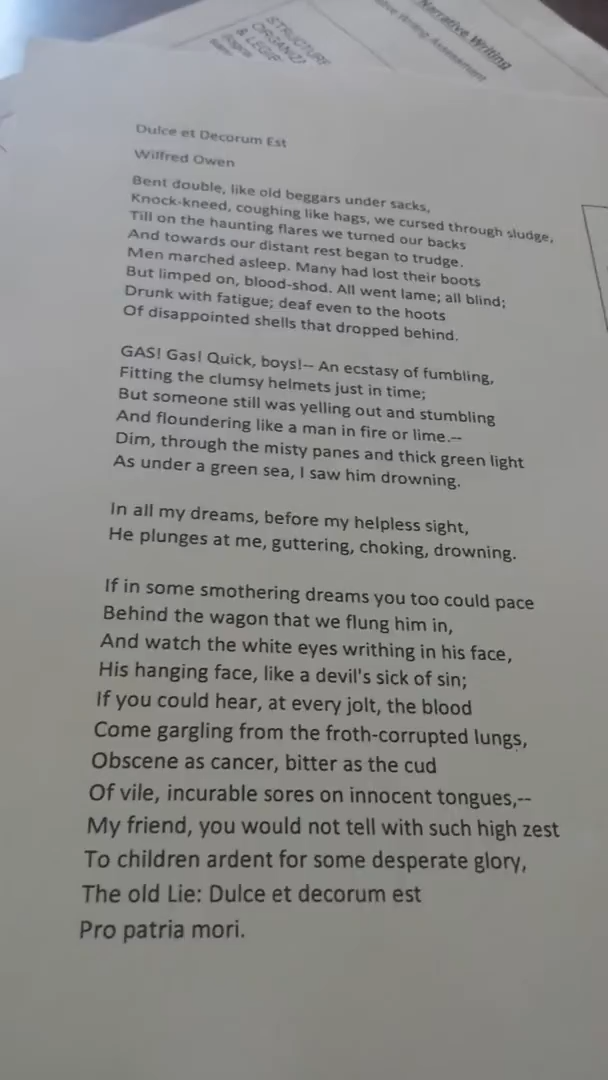 Narrative Writing
Writing Assessment
STRUCTURE
& LEGIB
Dulce et Decorum Est
Wilfred Owen
Bent double, like old beggars under sacks,
Knock-kneed, coughing like hags, we cursed through sludge,
Till on the haunting flares we turned our backs
And towards our distant rest began to trudge.
Men marched asleep. Many had lost their boots
But limped on, blood-shod. All went lame; all blind;
Drunk with fatigue; deaf even to the hoots
Of disappointed shells that dropped behind.
GAS! Gas! Quick, boys!-- An ecstasy of fumbling,
Fitting the clumsy helmets just in time;
But someone still was yelling out and stumbling
And floundering like a man in fire or lime.--
Dim, through the misty panes and thick green light
As under a green sea, I saw him drowning.
In all my dreams, before my helpless sight,
He plunges at me, guttering, choking, drowning.
If in some smothering dreams you too could pace
Behind the wagon that we flung him in,
And watch the white eyes writhing in his face,
His hanging face, like a devil's sick of sin;
If you could hear, at every jolt, the blood
Come gargling from the froth-corrupted lungs,
Obscene as cancer, bitter as the cud
Of vile, incurable sores on innocent tongues,--
My friend, you would not tell with such high zest
To children ardent for some desperate glory,
The old Lie: Dulce et decorum est
Pro patria mori.